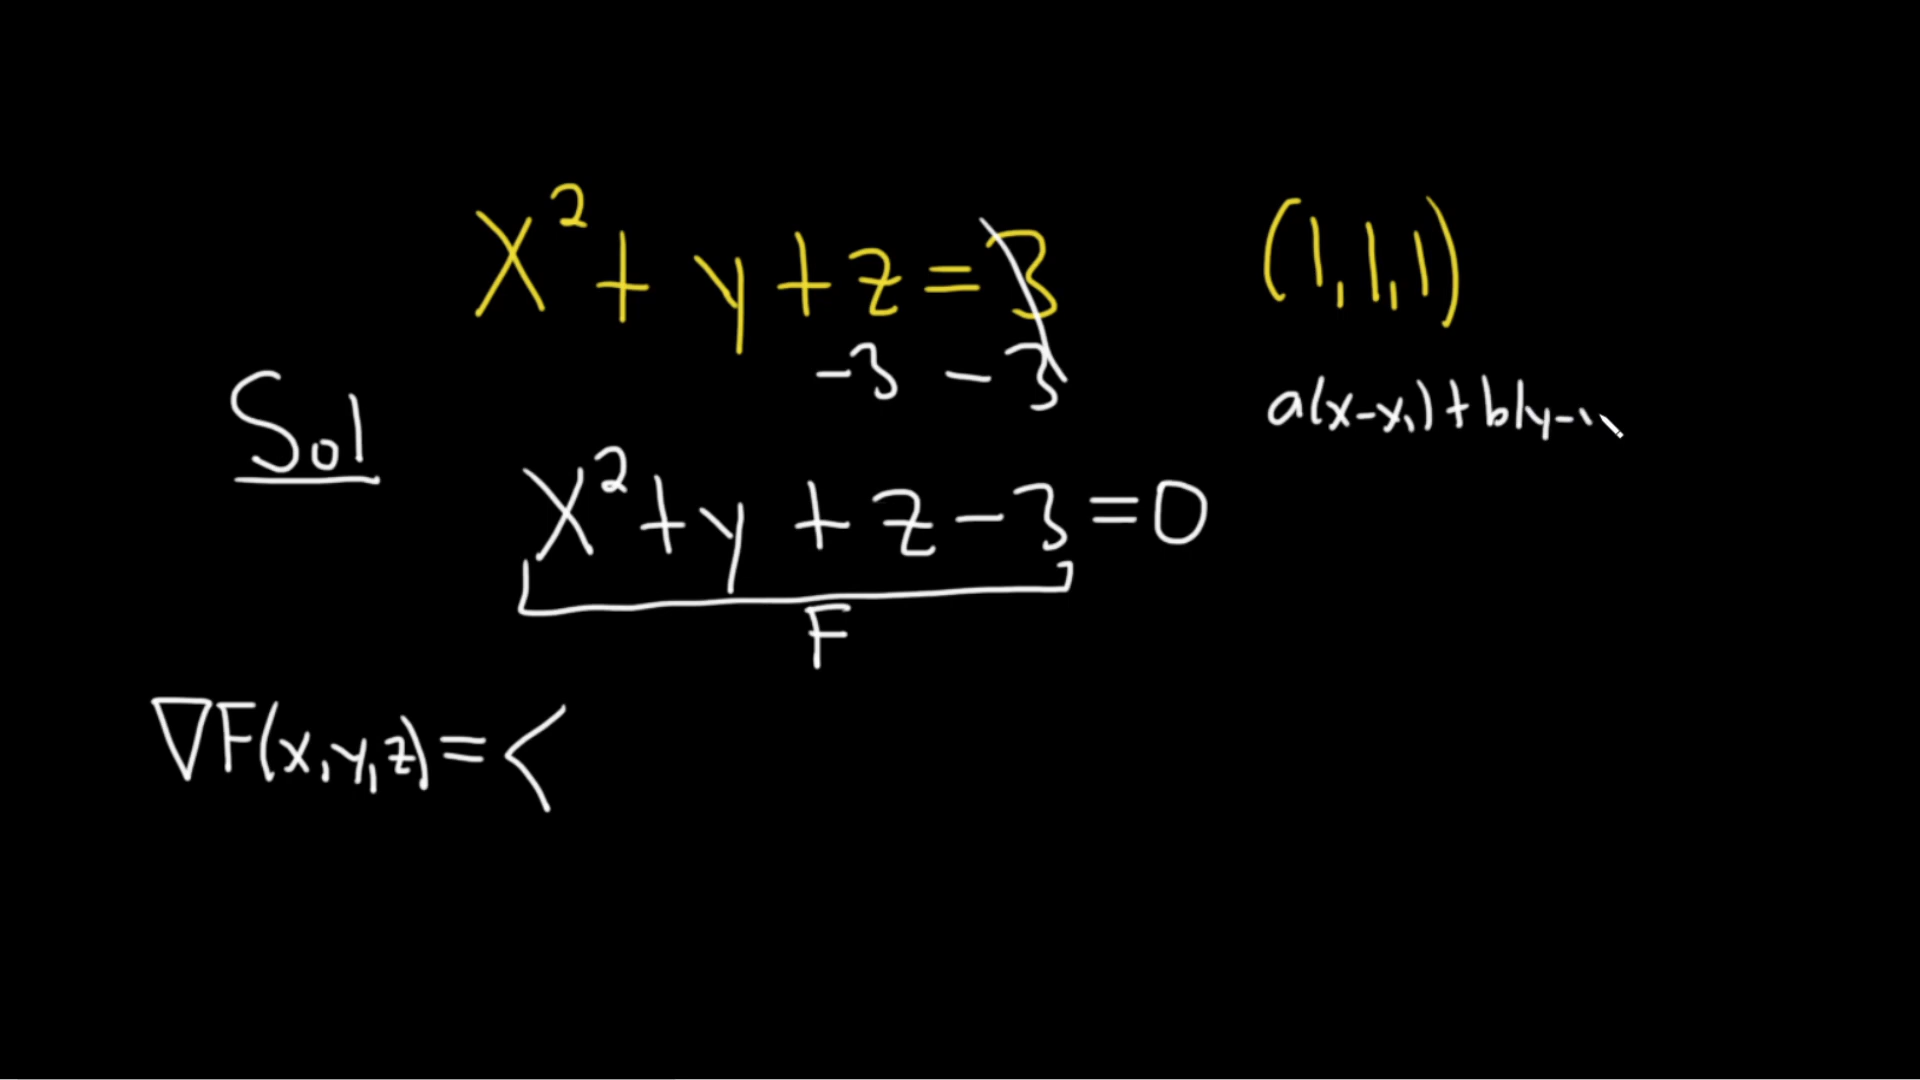 x² + y + z = 3 (1,1,1)
-3 -3
Sol
a(x-x₁) + b(y-
x² + y + z - 3 = 0
F
∇F(x,y,z) = <